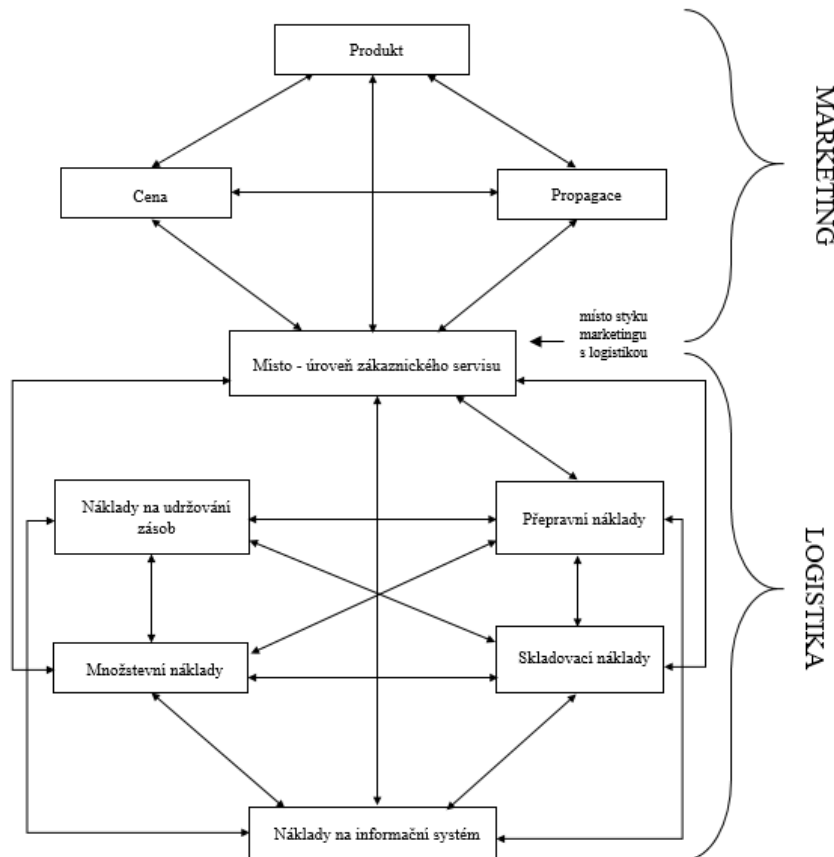 Produkt
MARKETING
Cena
Propagace
místo styku
marketingu
s logistikou
Místo - úroveň zákaznického servisu
Náklady na udržování
zásob
Přepravní náklady
LOGISTIKA
Množstevní náklady
Skladovací náklady
Náklady na informační systém